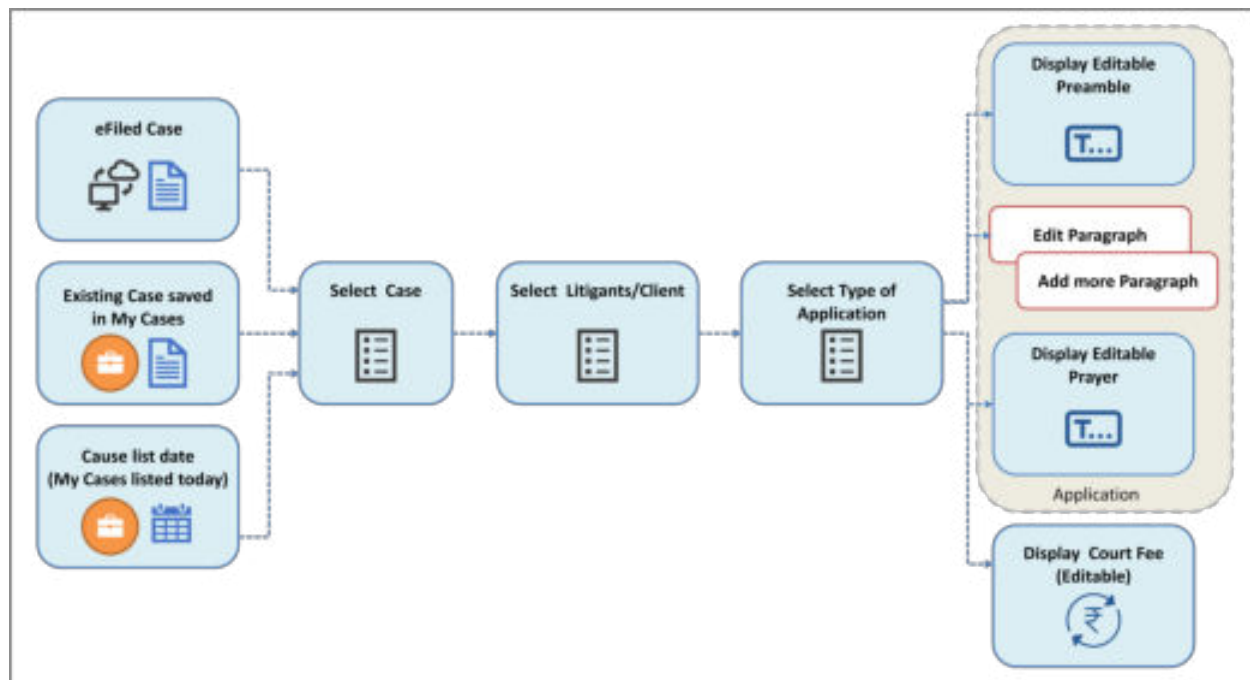 eFiled Case
Existing Case saved
in My Cases
Cause list date
(My Cases listed today)
Select Case
Select Litigants/Client
Select Type of
Application
Display Editable
Preamble
T...
Edit Paragraph
Add more Paragraph
Display Editable
Prayer
T...
Application
Display Court Fee
(Editable)
₹